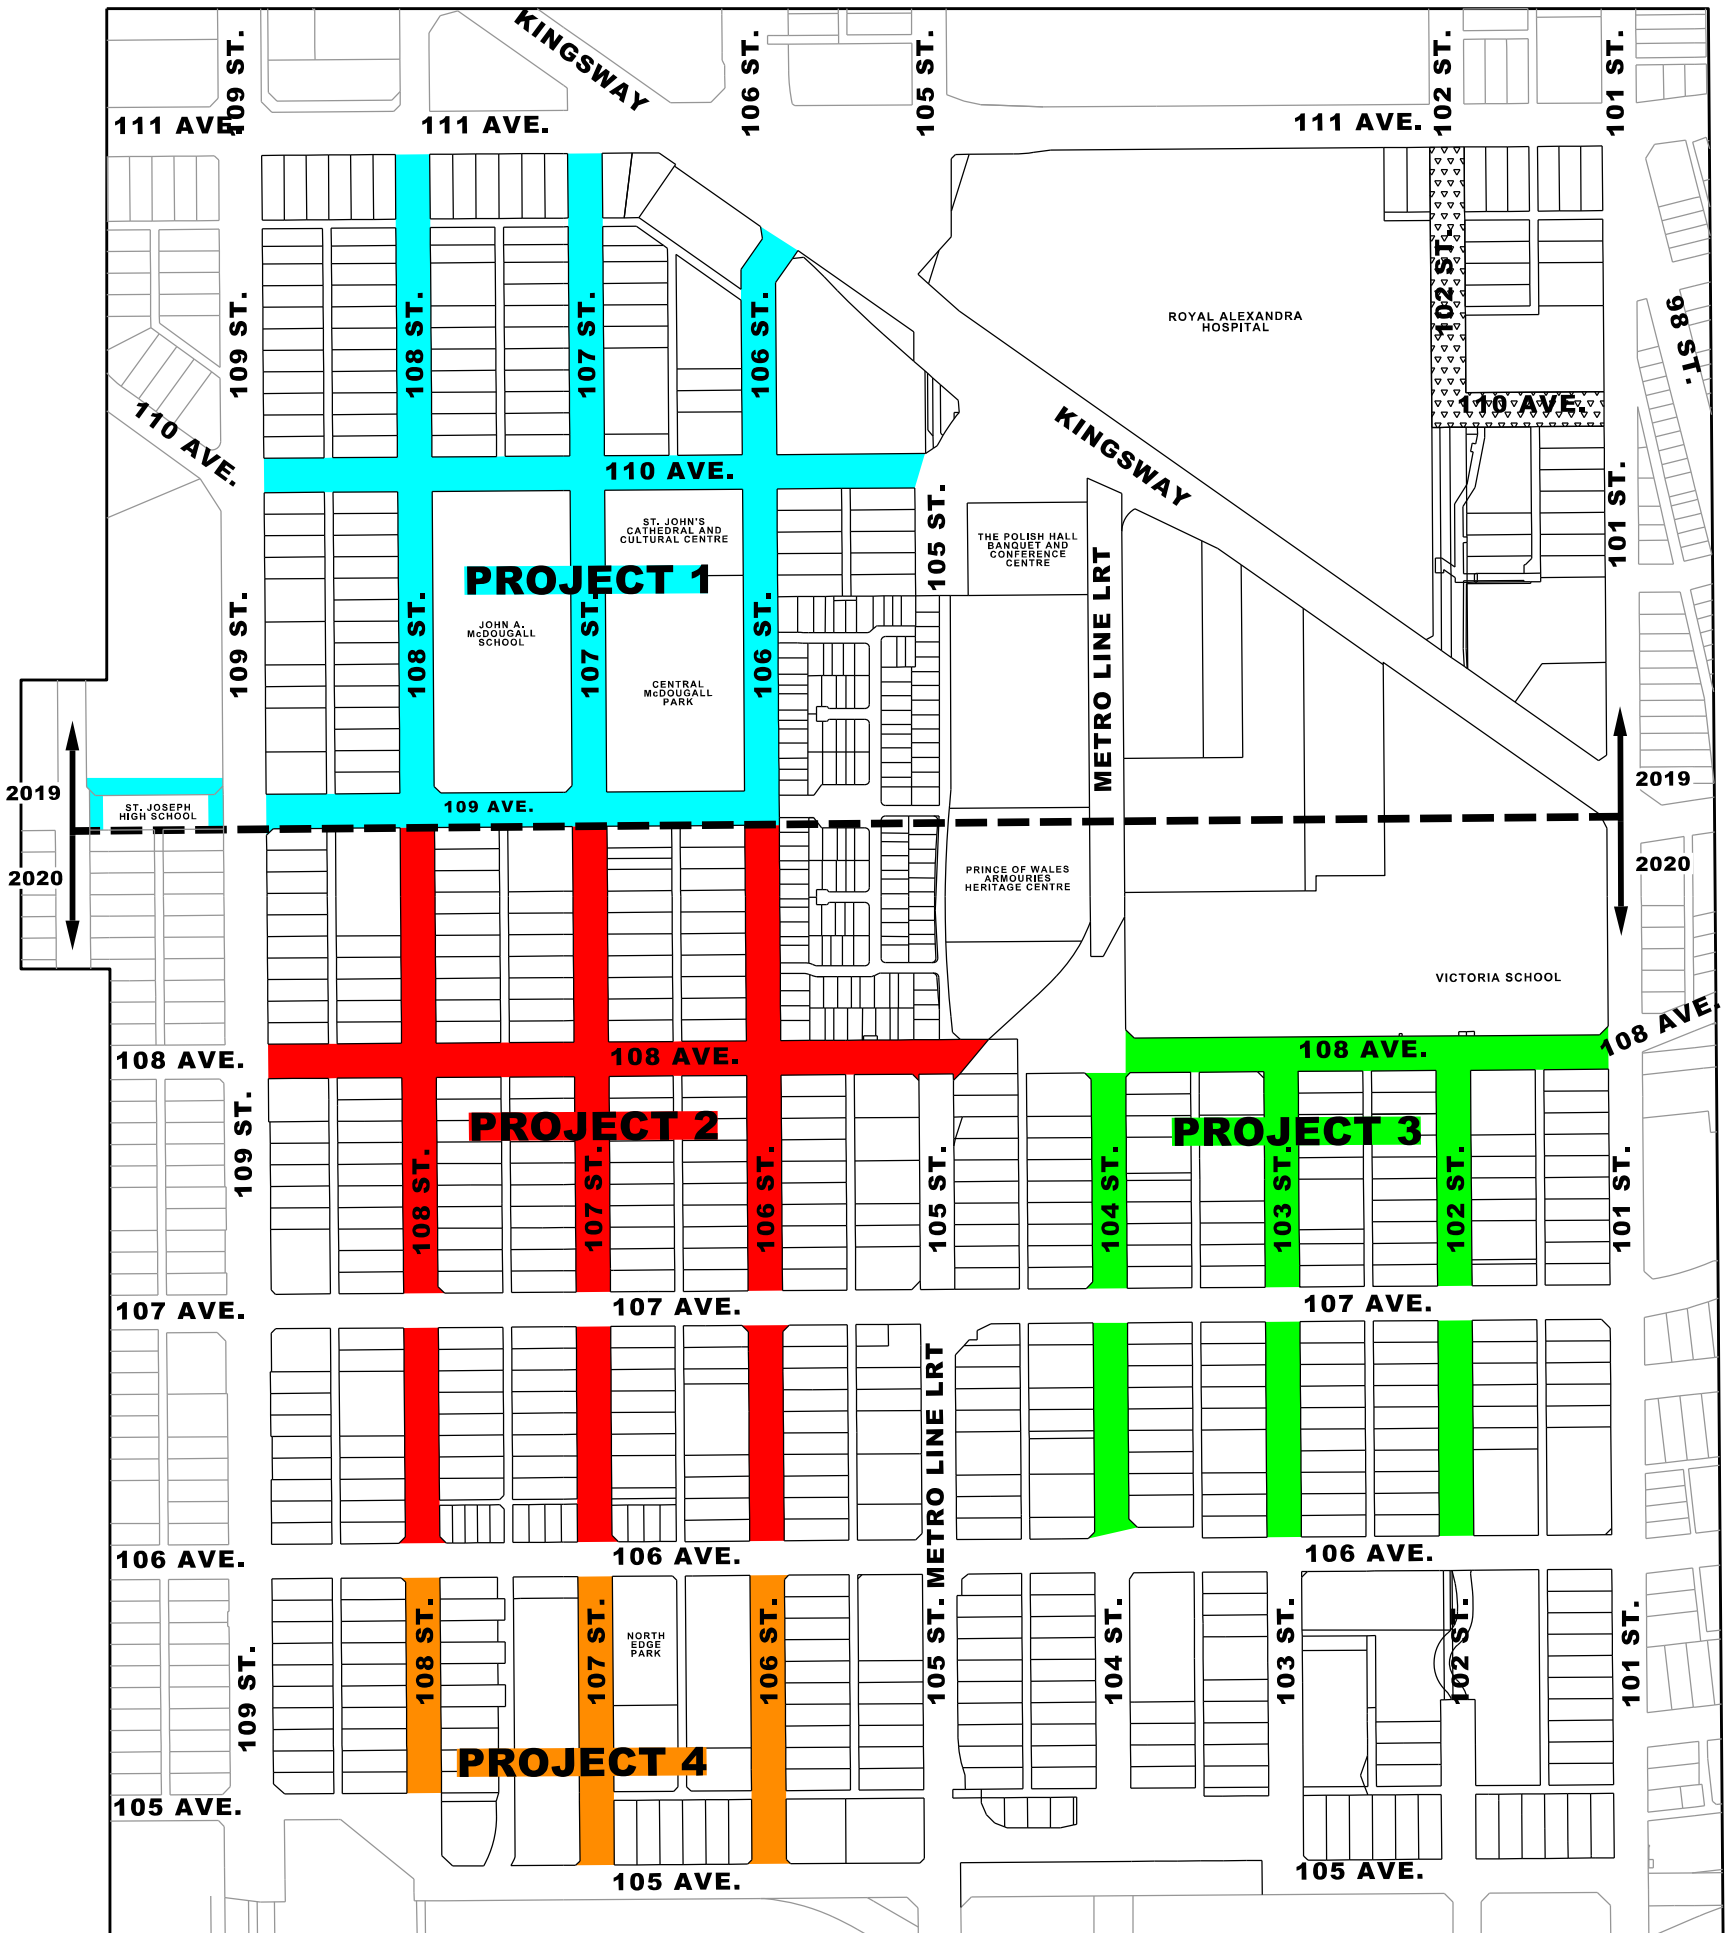 KINGSWAY
109 ST.
106 ST.
105 ST.
102 ST.
101 ST.
111 AVE.
111 AVE.
111 AVE.
102 ST.
98 ST.
109 ST.
108 ST.
107 ST.
106 ST.
ROYAL ALEXANDRA
HOSPITAL
110 AVE.
110 AVE.
KINGSWAY
110 AVE.
101 ST.
105 ST.
ST. JOHN'S
CATHEDRAL AND
CULTURAL CENTRE
THE POLISH HALL
BANQUET AND
CONFERENCE
CENTRE
PROJECT 1
109 ST.
108 ST.
107 ST.
106 ST.
METRO LINE LRT
JOHN A.
McDOUGALL
SCHOOL
CENTRAL
McDOUGALL
PARK
2019
2019
ST. JOSEPH
HIGH SCHOOL
109 AVE.
2020
2020
PRINCE OF WALES
ARMOURIES
HERITAGE CENTRE
VICTORIA SCHOOL
108 AVE.
108 AVE.
108 AVE.
108 AVE.
PROJECT 2
PROJECT 3
109 ST.
108 ST.
107 ST.
106 ST.
105 ST.
104 ST.
103 ST.
102 ST.
101 ST.
107 AVE.
107 AVE.
107 AVE.
METRO LINE LRT
106 AVE.
106 AVE.
106 AVE.
109 ST.
108 ST.
107 ST.
NORTH
EDGE
PARK
106 ST.
105 ST.
104 ST.
103 ST.
102 ST.
101 ST.
PROJECT 4
105 AVE.
105 AVE.
105 AVE.